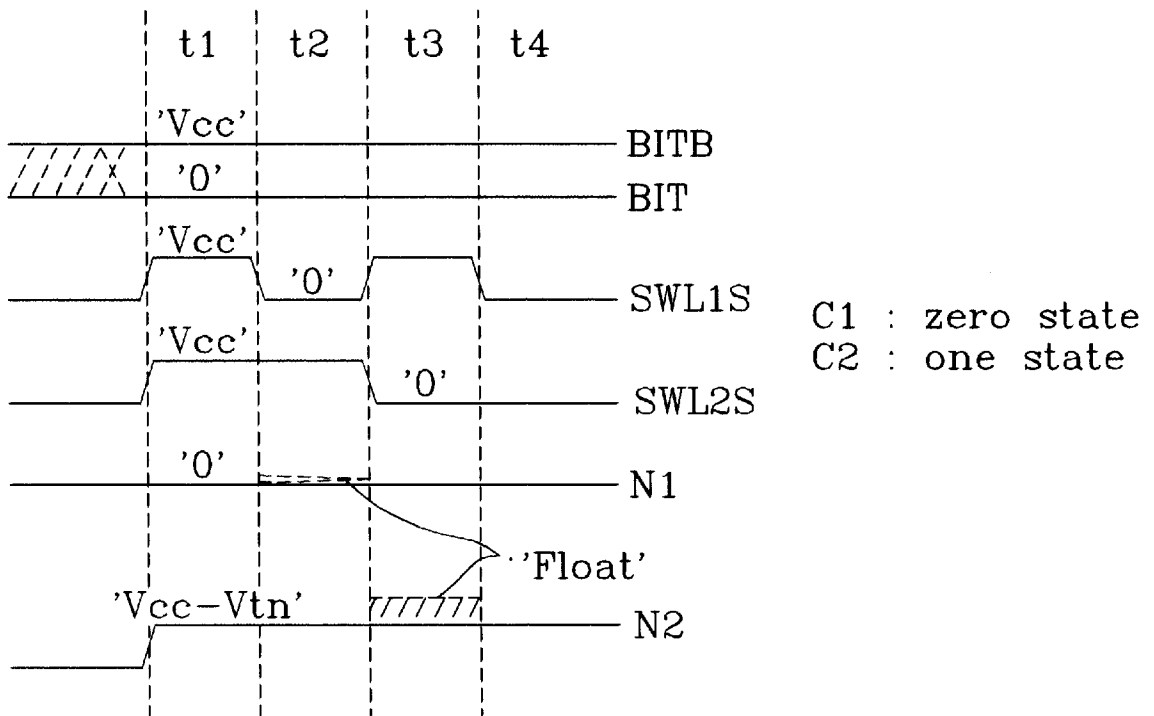 t1 t2 t3 t4
'Vcc'
BITB
'0'
BIT
'Vcc'
'0'
SWL1S
C1 : zero state
'Vcc'
C2 : one state
'0'
SWL2S
'0'
N1
'Float'
'Vcc-Vtn'
N2